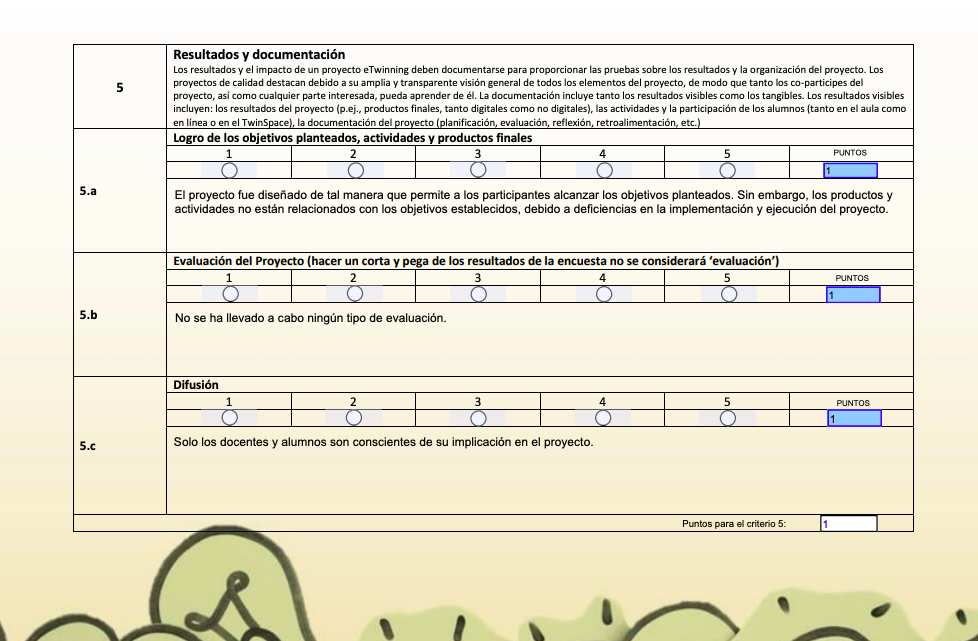 5
Resultados y documentación
Los resultados y el impacto de un proyecto eTwinning deben documentarse para proporcionar las pruebas sobre los resultados y la organización del proyecto. Los
proyectos de calidad destacan debido a su amplia y transparente visión general de todos los elementos del proyecto, de modo que tanto los co-participes del
proyecto, así como cualquier parte interesada, pueda aprender de él. La documentación incluye tanto los resultados visibles como los tangibles. Los resultados visibles
incluyen: los resultados del proyecto (p.ej., productos finales, tanto digitales como no digitales), las actividades y la participación de los alumnos (tanto en el aula como
en línea o en el TwinSpace), la documentación del proyecto (planificación, evaluación, reflexión, retroalimentación, etc.)
5.a
Logro de los objetivos planteados, actividades y productos finales
1 2 3 4 5 PUNTOS
1
El proyecto fue diseñado de tal manera que permite a los participantes alcanzar los objetivos planteados. Sin embargo, los productos y
actividades no están relacionados con los objetivos establecidos, debido a deficiencias en la implementación y ejecución del proyecto.
5.b
Evaluación del Proyecto (hacer un corta y pega de los resultados de la encuesta no se considerará ‘evaluación’)
1 2 3 4 5 PUNTOS
1
No se ha llevado a cabo ningún tipo de evaluación.
5.c
Difusión
1 2 3 4 5 PUNTOS
1
Solo los docentes y alumnos son conscientes de su implicación en el proyecto.
Puntos para el criterio 5: 1